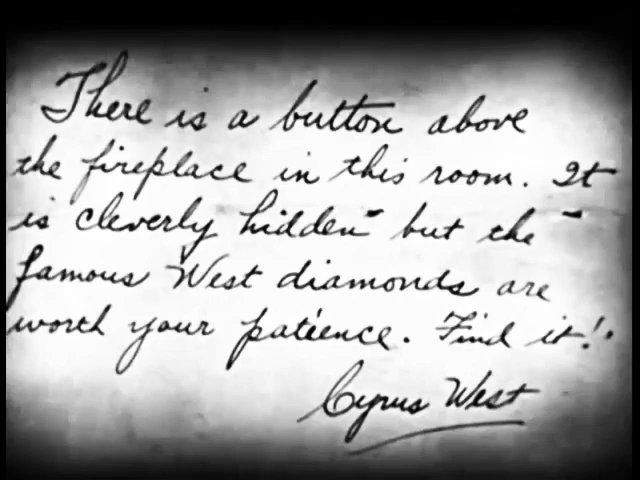 There is a button above
the fireplace in this room. It
is cleverly hidden - but the -
famous West diamonds are
worth your patience. Find it!
Cyrus West